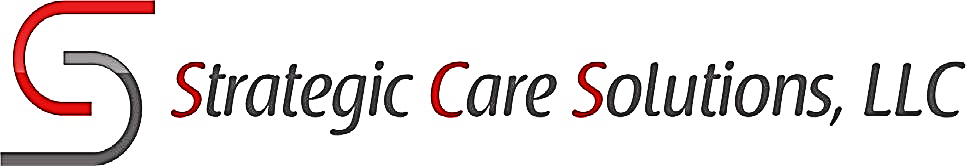 Strategic Care Solutions, LLC